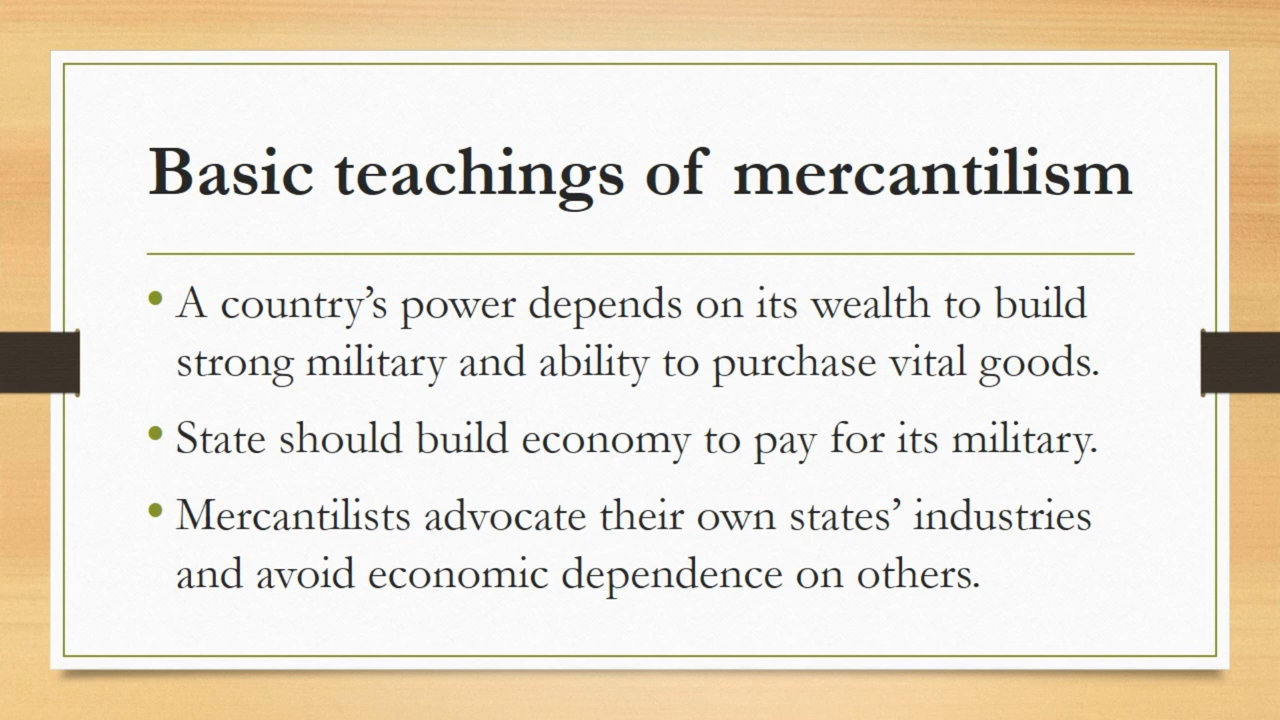 Basic teachings of mercantilism
• A country’s power depends on its wealth to build
strong military and ability to purchase vital goods.
• State should build economy to pay for its military.
• Mercantilists advocate their own states’ industries
and avoid economic dependence on others.